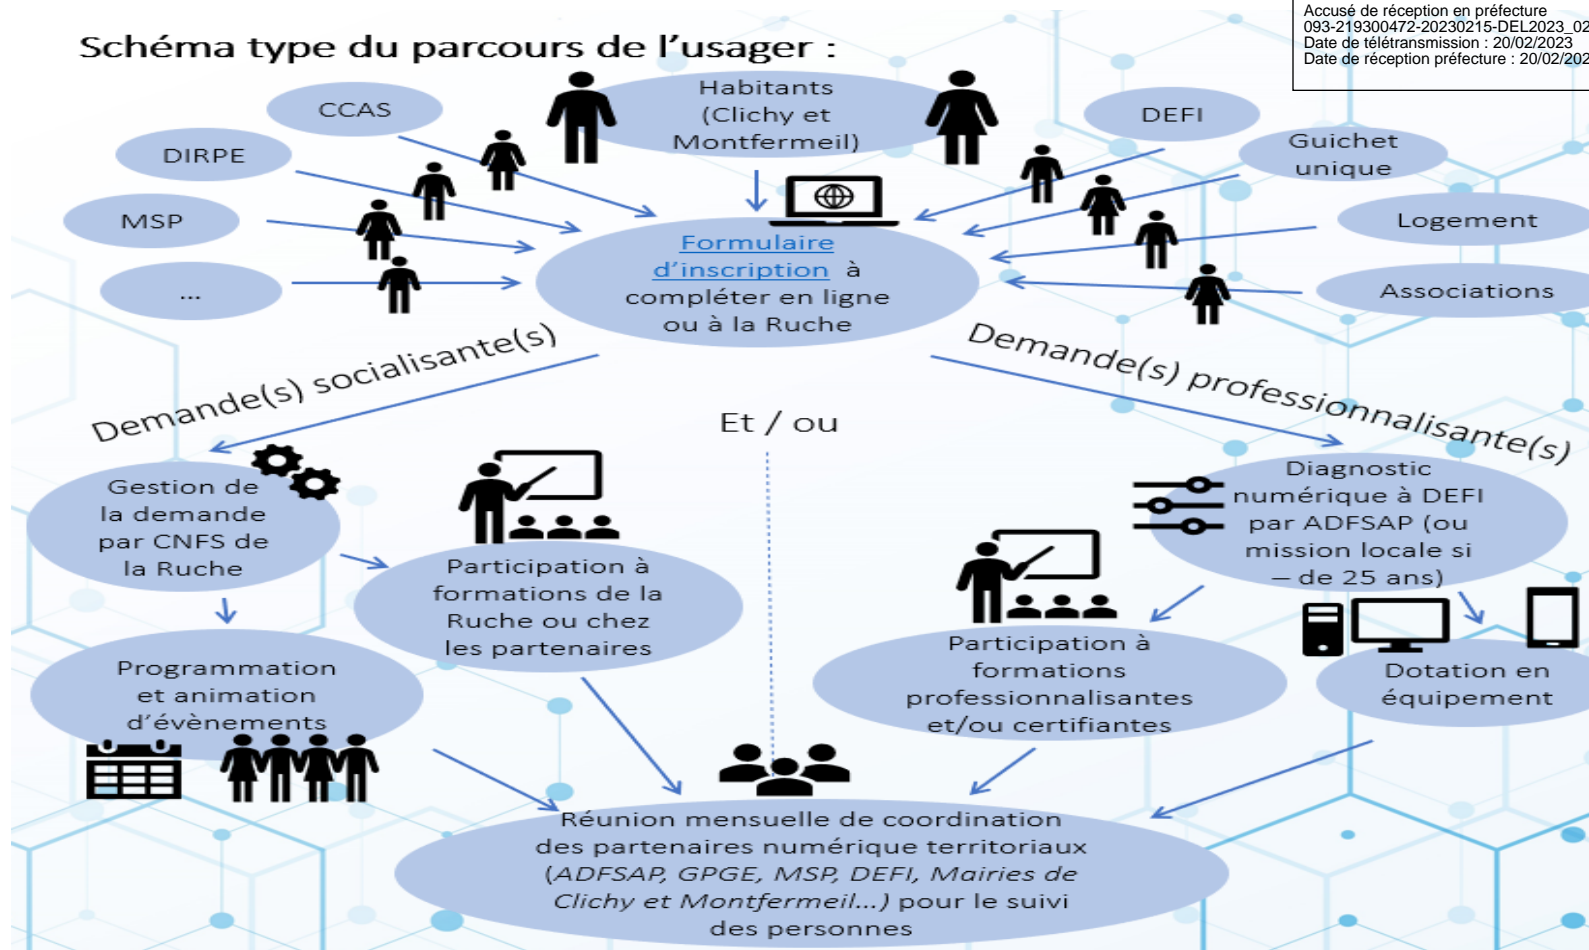 Accusé de réception en préfecture
093-219300472-20230215-DEL2023_02
Date de télétransmission : 20/02/2023
Date de réception préfecture : 20/02/202
Schéma type du parcours de l'usager :
CCAS
Habitants
(Clichy et
Montfermeil)
DEFI
DIRPE
Guichet
unique
MSP
Logement
...
Associations
Formulaire
d'inscription à
compléter en ligne
ou à la Ruche
Demande(s) socialisante(s)
Demande(s) professionnalisante(s)
Et / ou
Gestion de
la demande
par CNFS de
la Ruche
Participation à
formations de la
Ruche ou chez
les partenaires
Diagnostic
numérique à DEFI
par ADFSAP (ou
mission locale si
– de 25 ans)
Programmation
et animation
d'évènements
Participation à
formations
professionnalisantes
et/ou certifiantes
Dotation en
équipement
Réunion mensuelle de coordination
des partenaires numérique territoriaux
(ADFSAP, GPGE, MSP, DEFI, Mairies de
Clichy et Montfermeil...) pour le suivi
des personnes